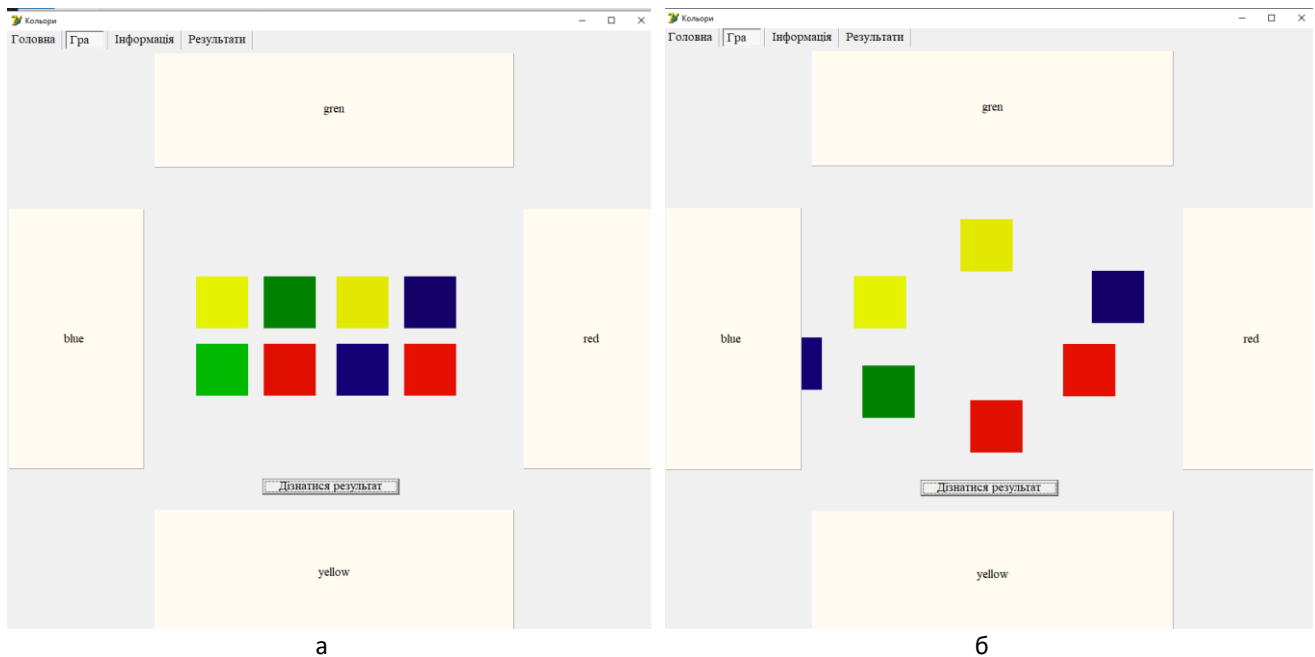 Кольори
Головна Гра Інформація Результати
gren
blue
red
Дізнатися результат
yellow
а
Кольори
Головна Гра Інформація Результати
gren
blue
red
Дізнатися результат
yellow
б